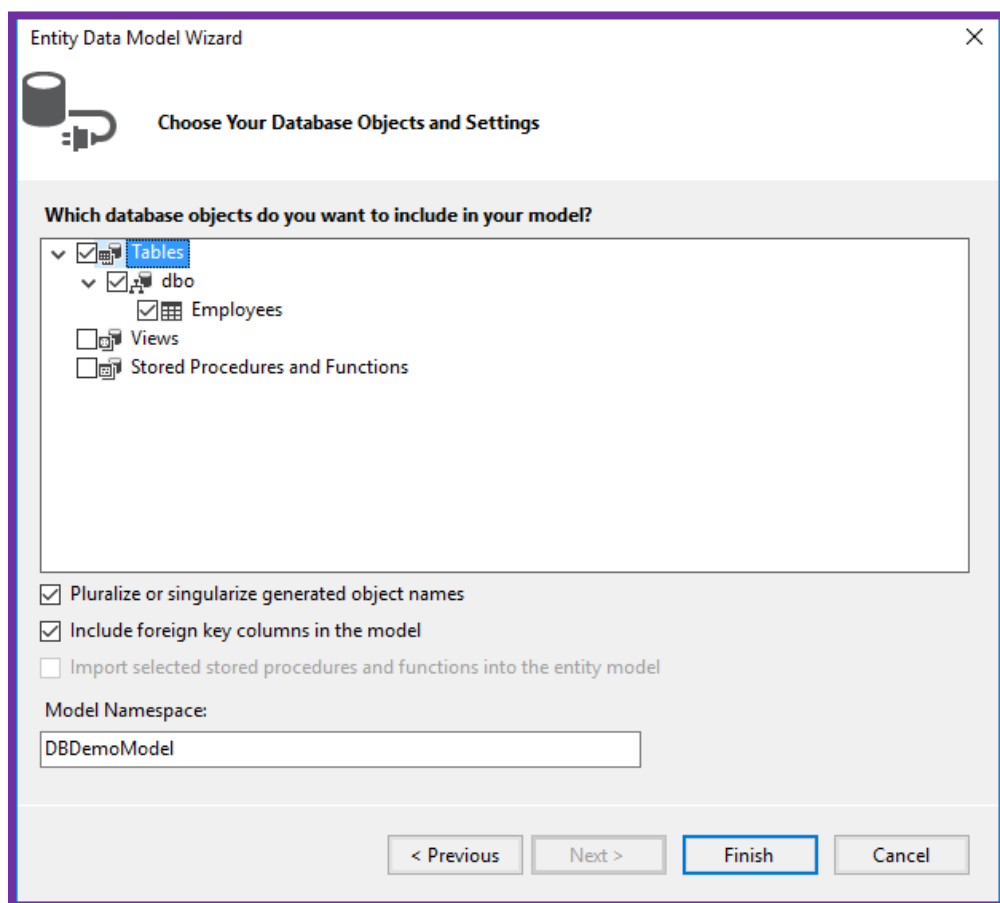 Entity Data Model Wizard
Choose Your Database Objects and Settings
Which database objects do you want to include in your model?
Tables
dbo
Employees
Views
Stored Procedures and Functions
Pluralize or singularize generated object names
Include foreign key columns in the model
Import selected stored procedures and functions into the entity model
Model Namespace:
DBDemoModel
< Previous Next > Finish Cancel